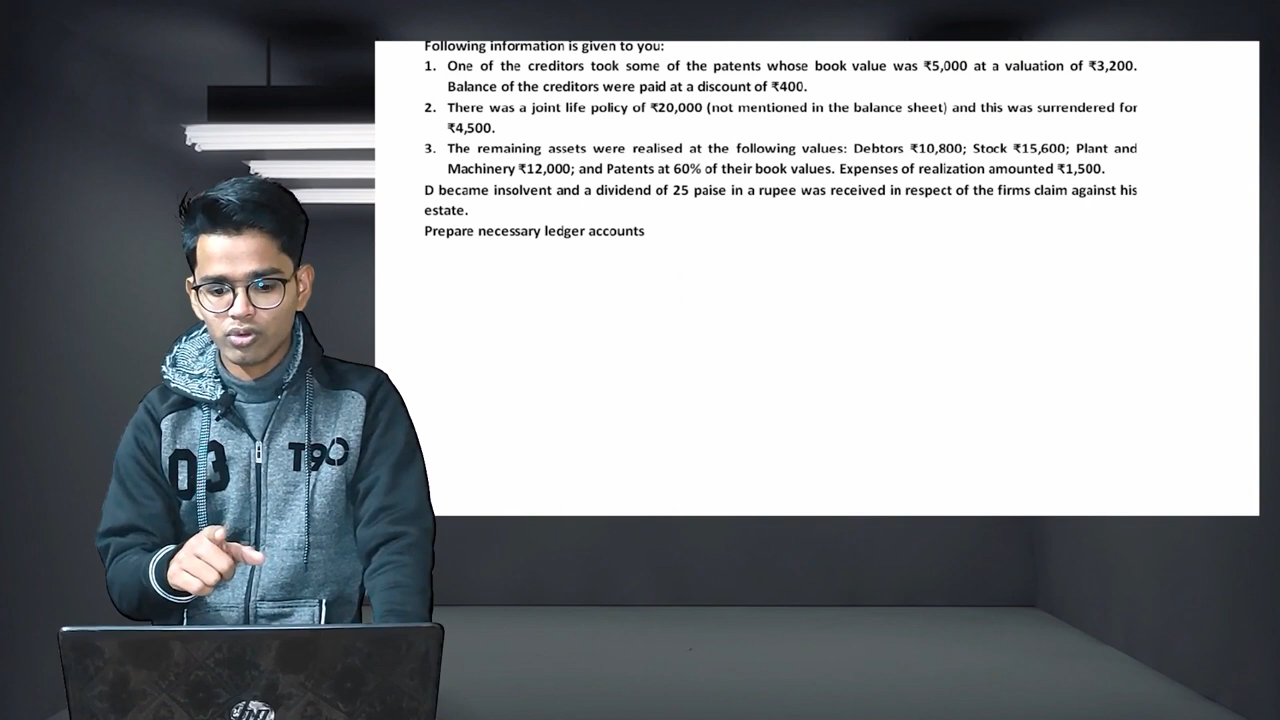 Following information is given to you:
1. One of the creditors took some of the patents whose book value was ₹5,000 at a valuation of ₹3,200.
Balance of the creditors were paid at a discount of ₹400.
2. There was a joint life policy of ₹20,000 (not mentioned in the balance sheet) and this was surrendered for
₹4,500.
3. The remaining assets were realised at the following values: Debtors ₹10,800; Stock ₹15,600; Plant and
Machinery ₹12,000; and Patents at 60% of their book values. Expenses of realization amounted ₹1,500.
D became insolvent and a dividend of 25 paise in a rupee was received in respect of the firms claim against his
estate.
Prepare necessary ledger accounts
03 T90
hp